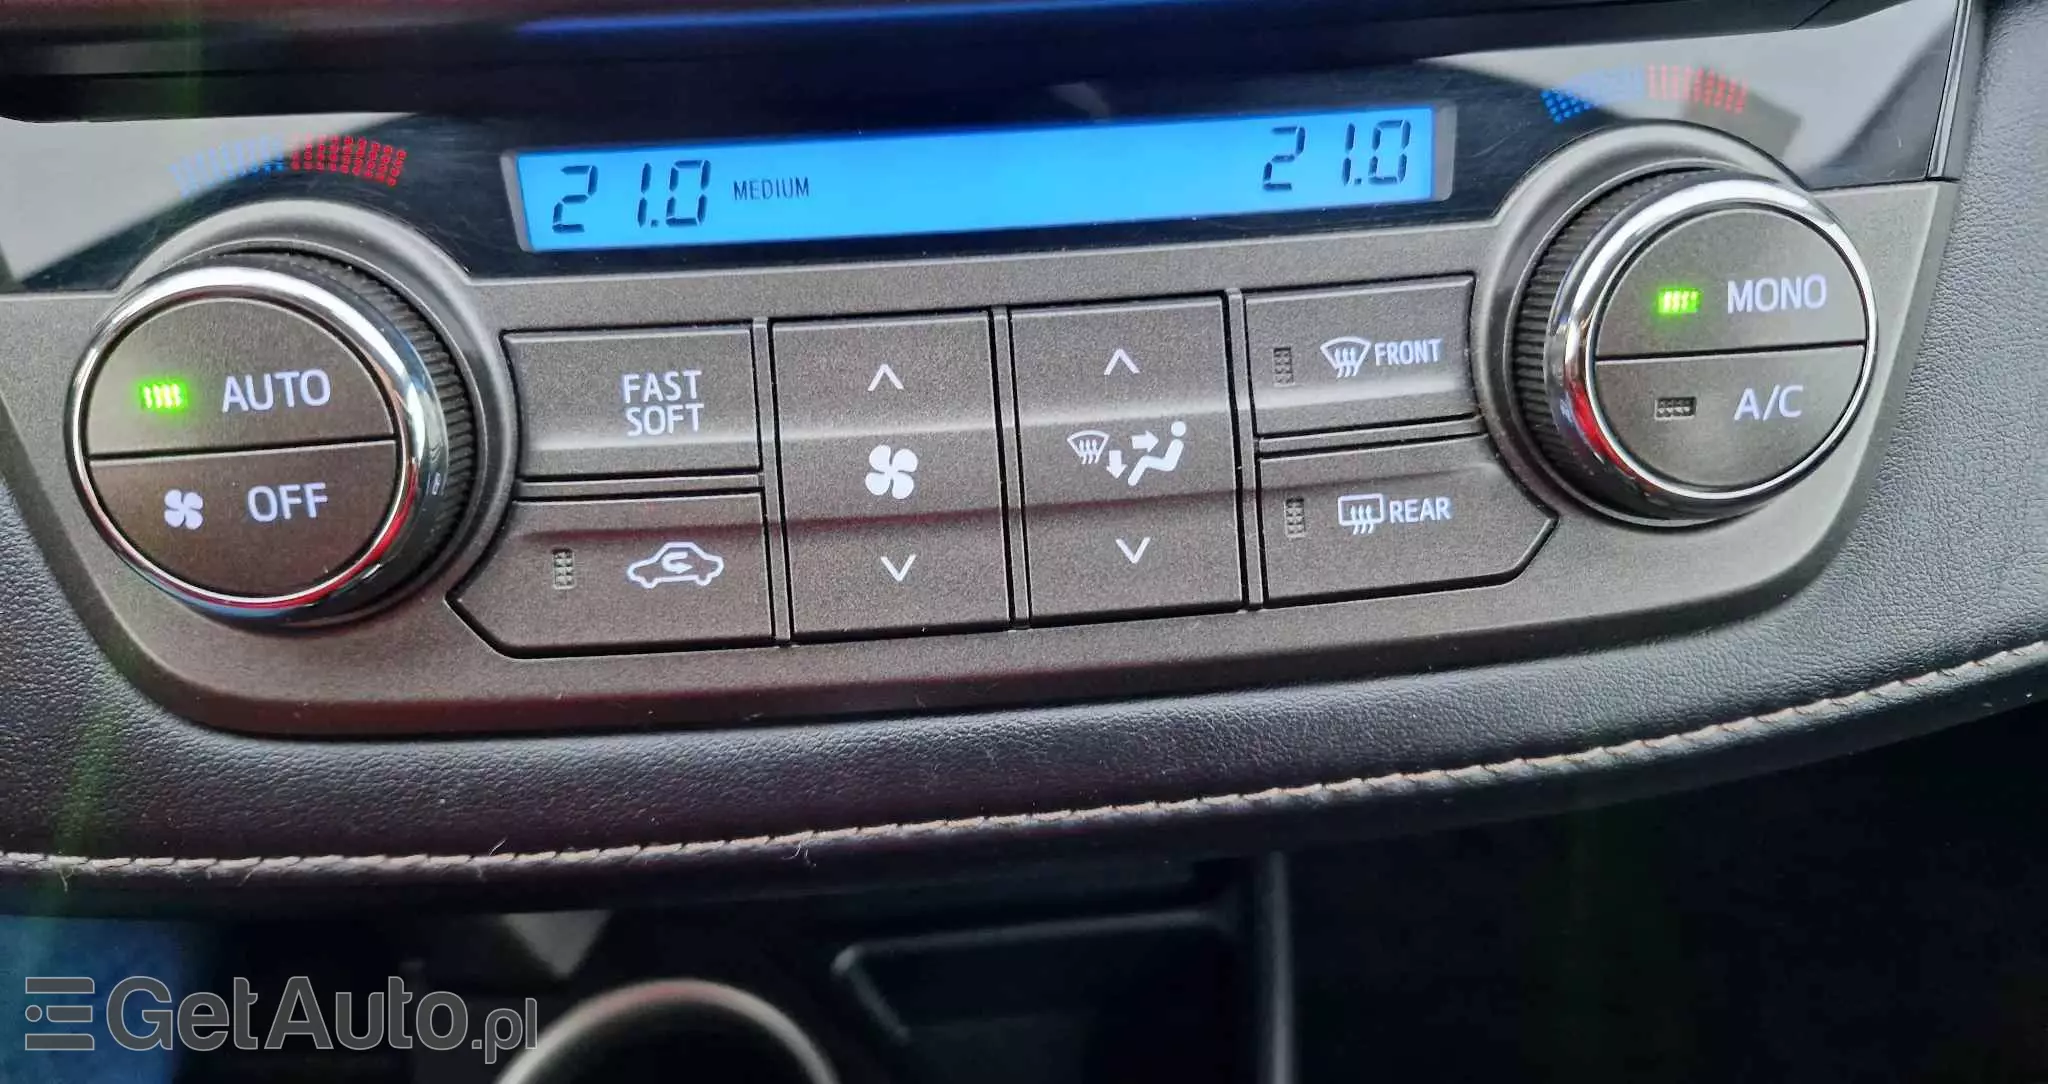 21.0 MEDIUM 21.0
AUTO
OFF
FAST
SOFT
FRONT
REAR
MONO
A/C
GetAuto.pl